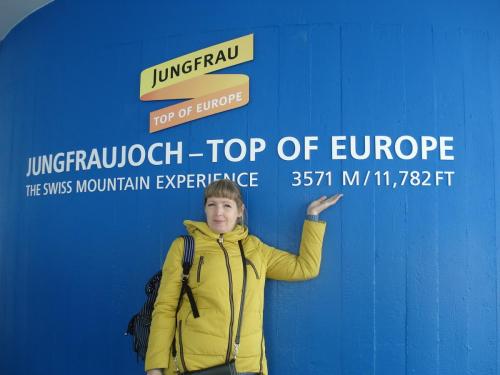 JUNGFRAU
TOP OF EUROPE
JUNGFRAUJOCH – TOP OF EUROPE
THE SWISS MOUNTAIN EXPERIENCE 3571 M/11,782 FT